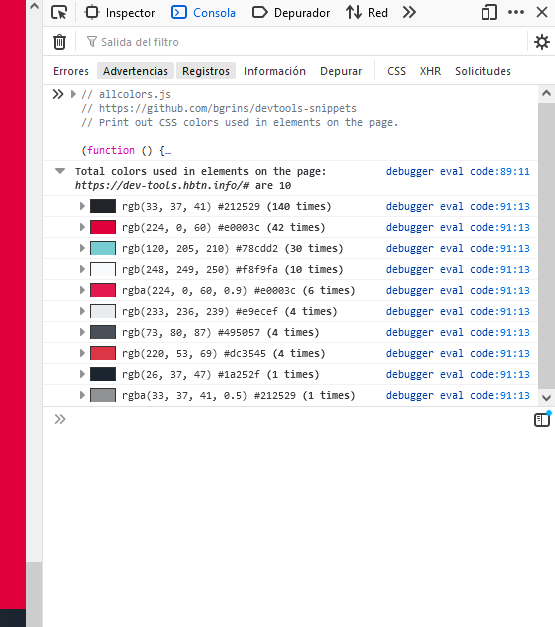 Inspector Consola Depurador Red
Salida del filtro
Errores Advertencias Registros Información Depurar CSS XHR Solicitudes
// allcolors.js
// https://github.com/bgrins/devtools-snippets
// Print out CSS colors used in elements on the page.
(function () {…
Total colors used in elements on the page: debugger eval code:89:11
https://dev-tools.hbtn.info/# are 10
rgb(33, 37, 41) #212529 (140 times) debugger eval code:91:13
rgb(224, 0, 60) #e0003c (42 times) debugger eval code:91:13
rgb(120, 205, 210) #78cdd2 (30 times) debugger eval code:91:13
rgb(248, 249, 250) #f8f9fa (10 times) debugger eval code:91:13
rgba(224, 0, 60, 0.9) #e0003c (6 times) debugger eval code:91:13
rgb(233, 236, 239) #e9ecef (4 times) debugger eval code:91:13
rgb(73, 80, 87) #495057 (4 times) debugger eval code:91:13
rgb(220, 53, 69) #dc3545 (4 times) debugger eval code:91:13
rgb(26, 37, 47) #1a252f (1 times) debugger eval code:91:13
rgba(33, 37, 41, 0.5) #212529 (1 times) debugger eval code:91:13